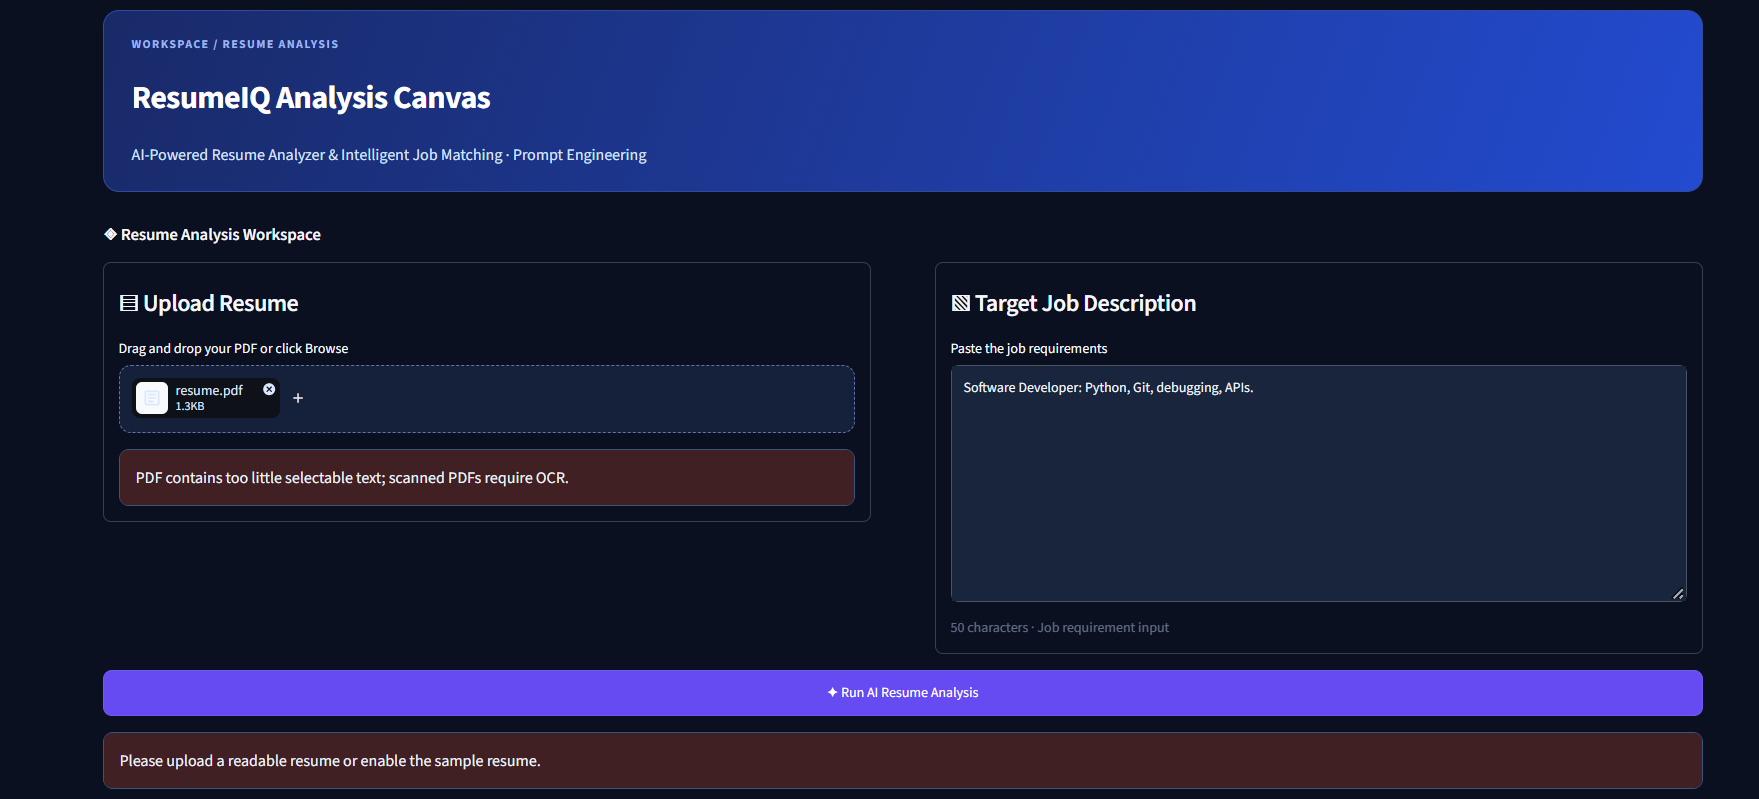 WORKSPACE / RESUME ANALYSIS
ResumeIQ Analysis Canvas
AI-Powered Resume Analyzer & Intelligent Job Matching · Prompt Engineering
Resume Analysis Workspace
Upload Resume
Drag and drop your PDF or click Browse
resume.pdf
1.3KB
PDF contains too little selectable text; scanned PDFs require OCR.
Target Job Description
Paste the job requirements
Software Developer: Python, Git, debugging, APIs.
50 characters · Job requirement input
✦ Run AI Resume Analysis
Please upload a readable resume or enable the sample resume.